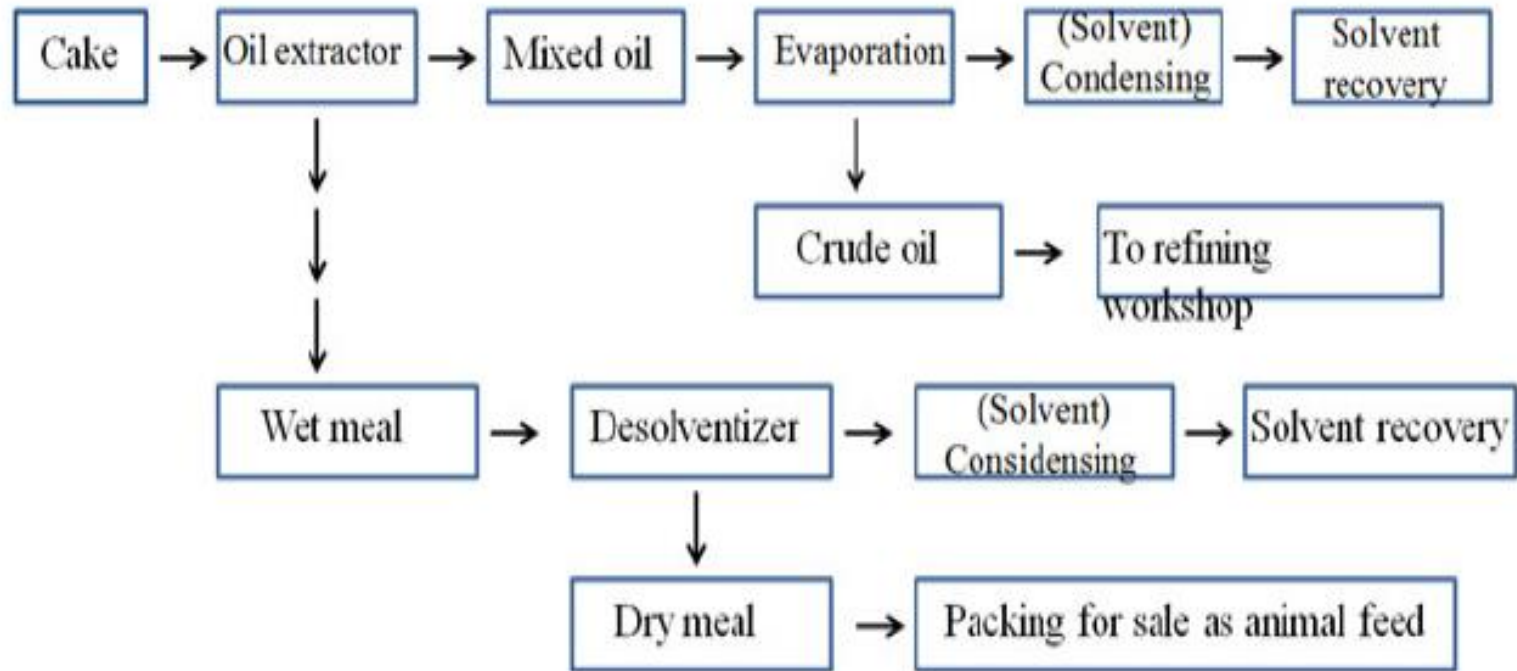 Cake
Oil extractor
Mixed oil
Evaporation
(Solvent)
Condensing
Solvent
recovery
Crude oil
To refining
workshop
Wet meal
Desolventizer
(Solvent)
Considensing
Solvent recovery
Dry meal
Packing for sale as animal feed